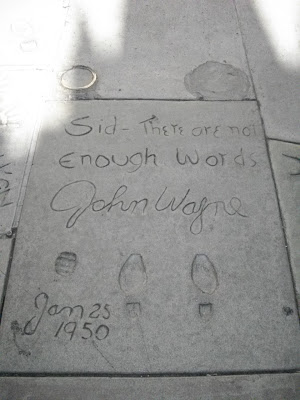 Sid - There are not
Enough Words
John Wayne
Jan 25
1950